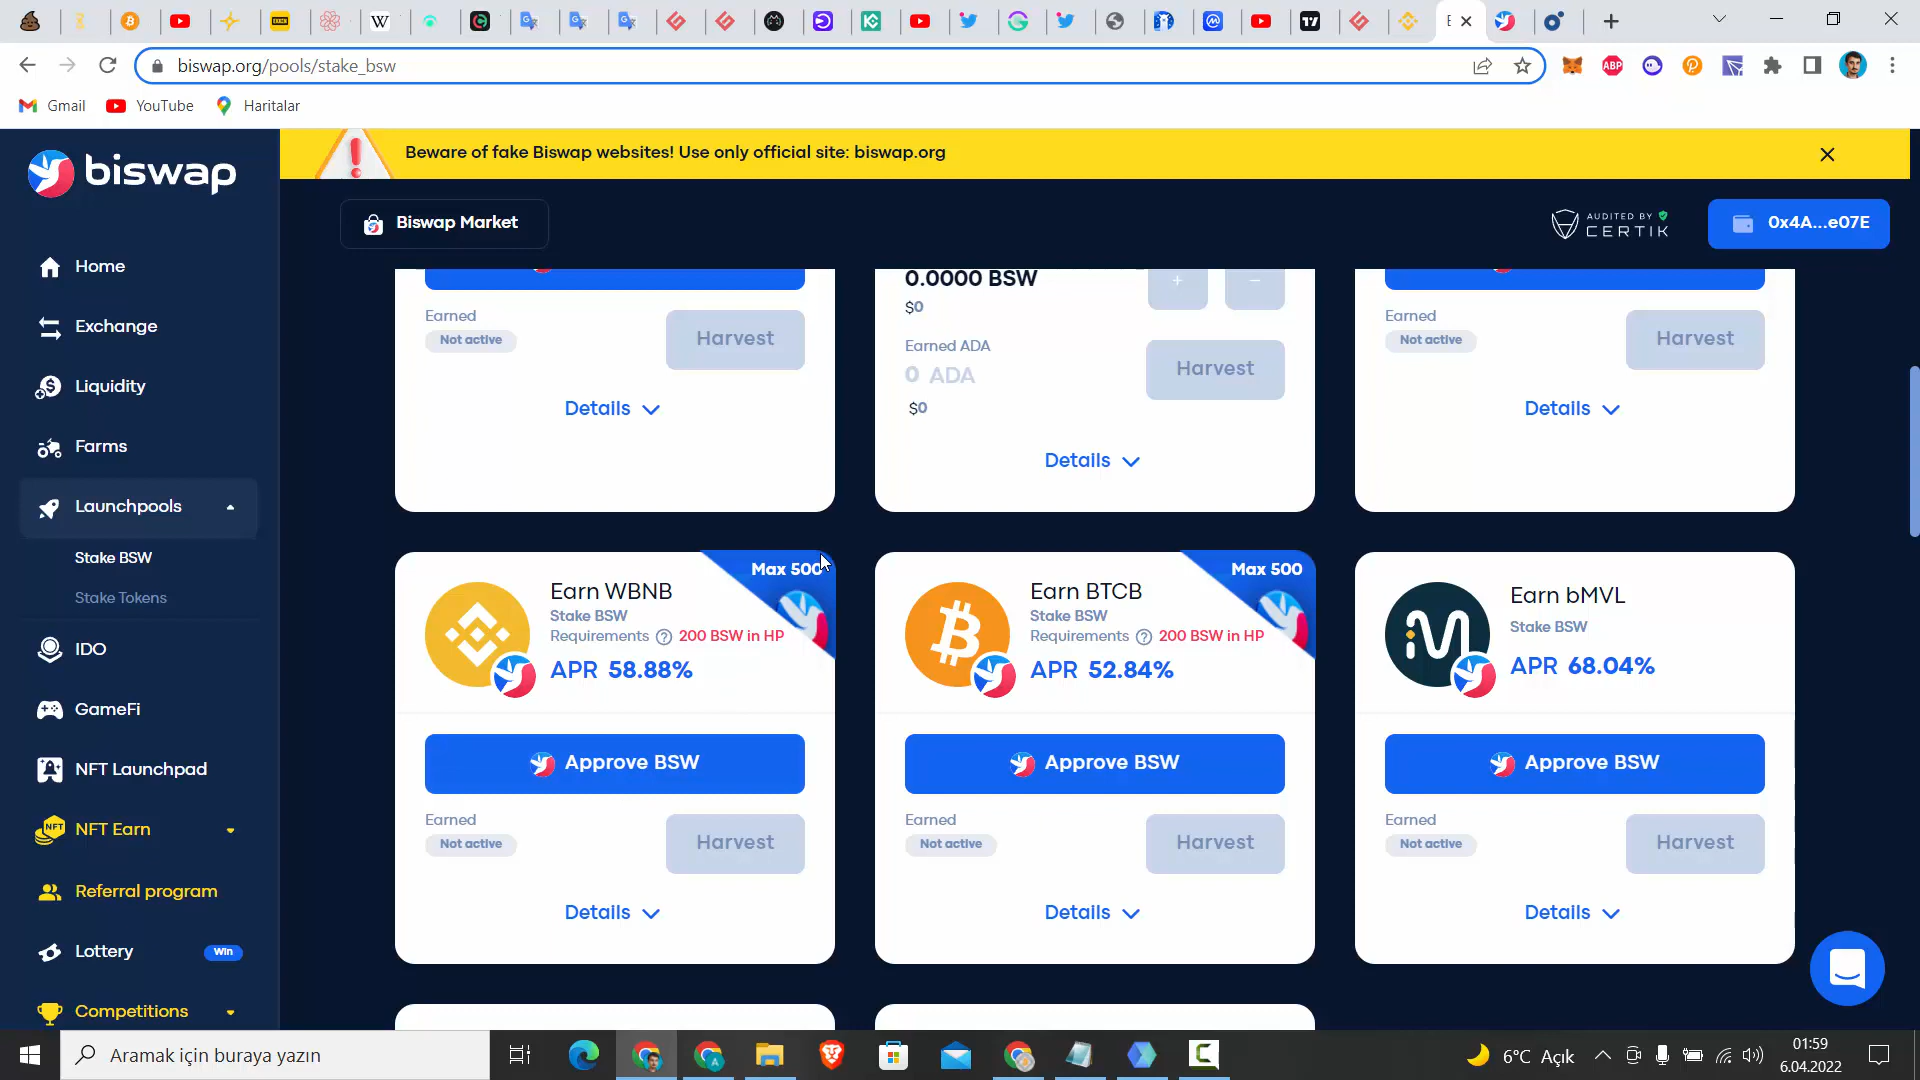 biswap.org/pools/stake_bsw
Gmail
YouTube
Haritalar
biswap
Beware of fake Biswap websites! Use only official site: biswap.org
Biswap Market
AUDITED BY
CERTIK
0x4A...e07E
Home
Exchange
Liquidity
Farms
Launchpools
Stake BSW
Stake Tokens
IDO
GameFi
NFT Launchpad
NFT Earn
Referral program
Lottery
Win
Competitions
Earned
Not active
Harvest
Details
0.0000 BSW
+
−
$0
Earned ADA
0 ADA
$0
Harvest
Details
Earned
Not active
Harvest
Details
Max 500
Earn WBNB
Stake BSW
Requirements ? 200 BSW in HP
APR 58.88%
Approve BSW
Earned
Not active
Harvest
Details
Max 500
Earn BTCB
Stake BSW
Requirements ? 200 BSW in HP
APR 52.84%
Approve BSW
Earned
Not active
Harvest
Details
Earn bMVL
Stake BSW
APR 68.04%
Approve BSW
Earned
Not active
Harvest
Details
Aramak için buraya yazın
6°C Açık
01:59
6.04.2022